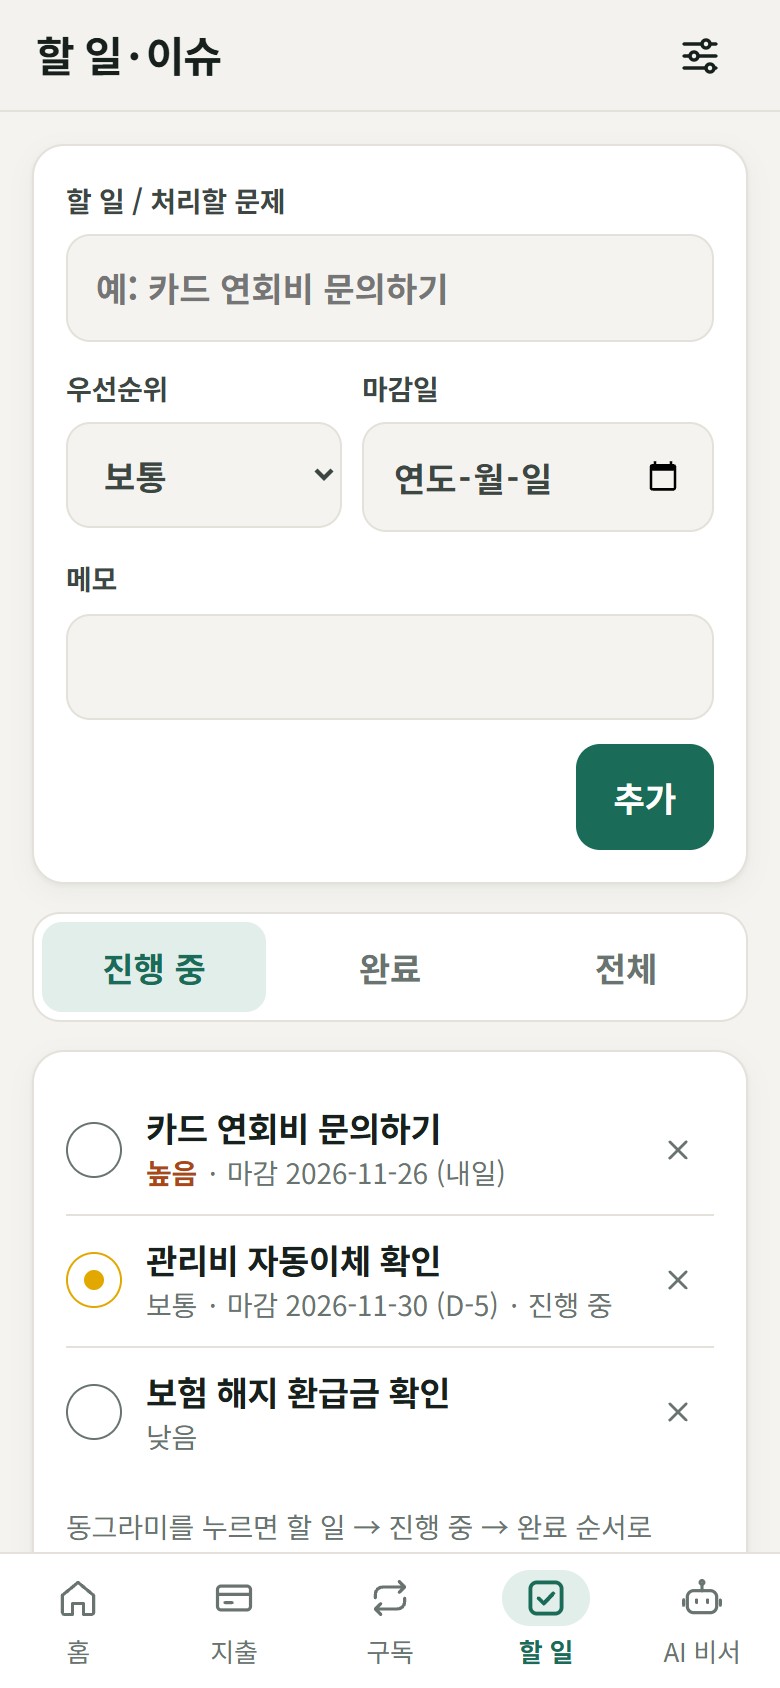 할 일·이슈
할 일 / 처리할 문제
예: 카드 연회비 문의하기
우선순위
마감일
보통
연도-월-일
메모
추가
진행 중
완료
전체
카드 연회비 문의하기
높음 · 마감 2026-11-26 (내일)
관리비 자동이체 확인
보통 · 마감 2026-11-30 (D-5) · 진행 중
보험 해지 환급금 확인
낮음
동그라미를 누르면 할 일 → 진행 중 → 완료 순서로
홈
지출
구독
할 일
AI 비서